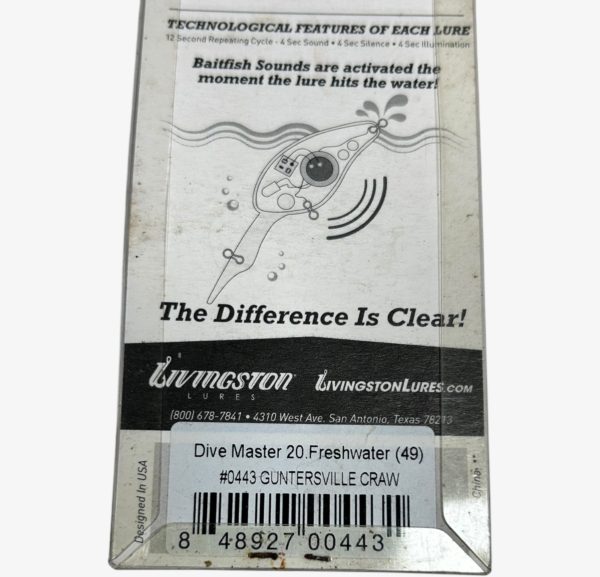 TECHNOLOGICAL FEATURES OF EACH LURE
12 Second Repeating Cycle - 4 Sec Sound • 4 Sec Silence • 4 Sec Illumination
Baitfish Sounds are activated the
moment the lure hits the water!
The Difference Is Clear!
LIVINGSTON
LURES
LIVINGSTONLURES.COM
(800) 678-7841 • 4310 West Ave. San Antonio, Texas 78213
Dive Master 20.Freshwater (49)
#0443 GUNTERSVILLE CRAW
8 48927 00443
Designed In USA
China